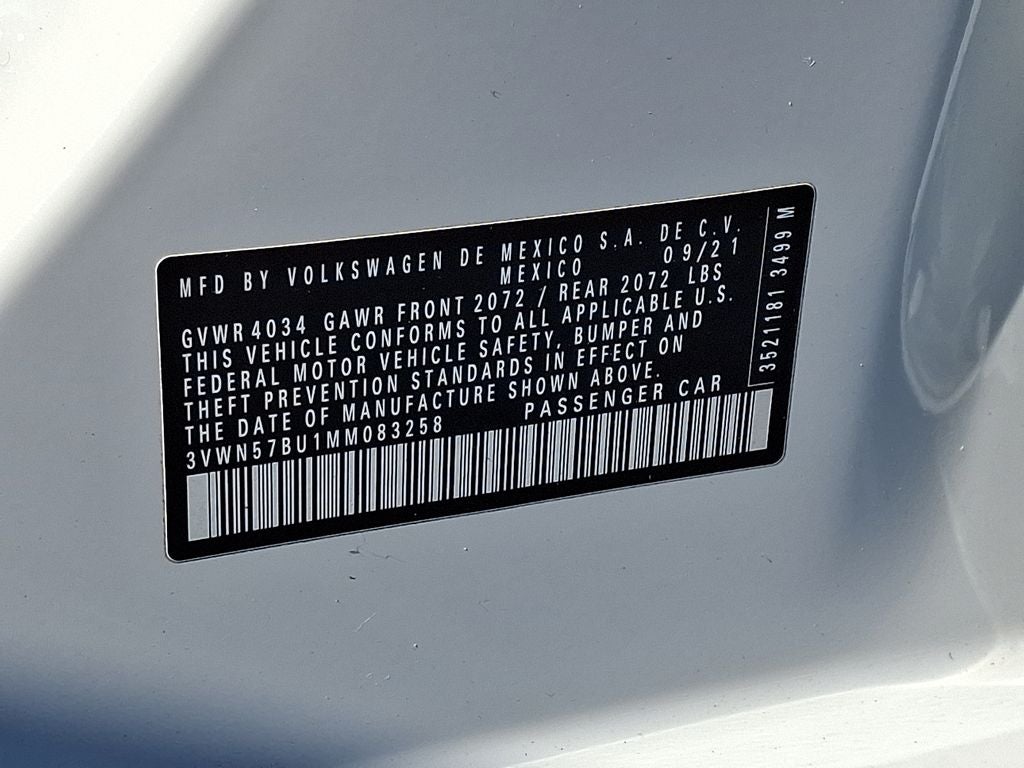 MFD BY VOLKSWAGEN DE MEXICO S.A. DE C.V.
MEXICO 09/21
GVWR 4034 GAWR FRONT 2072 / REAR 2072 LBS
THIS VEHICLE CONFORMS TO ALL APPLICABLE U.S.
FEDERAL MOTOR VEHICLE SAFETY, BUMPER AND
THEFT PREVENTION STANDARDS IN EFFECT ON
THE DATE OF MANUFACTURE SHOWN ABOVE.
3VWN57BU1MM083258 PASSENGER CAR
3521181 3499 M